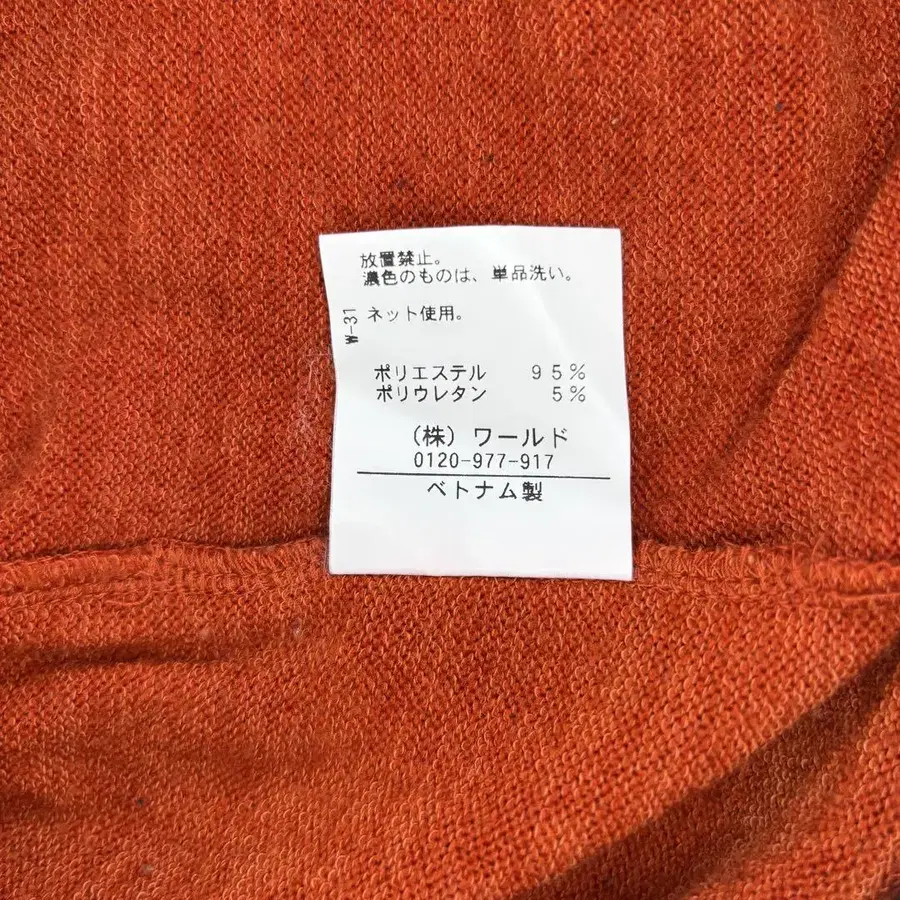 放置禁止。
濃色のものは、単品洗い。
W-31
ネット使用。
ポリエステル 95%
ポリウレタン 5%
(株)ワールド
0120-977-917
ベトナム製